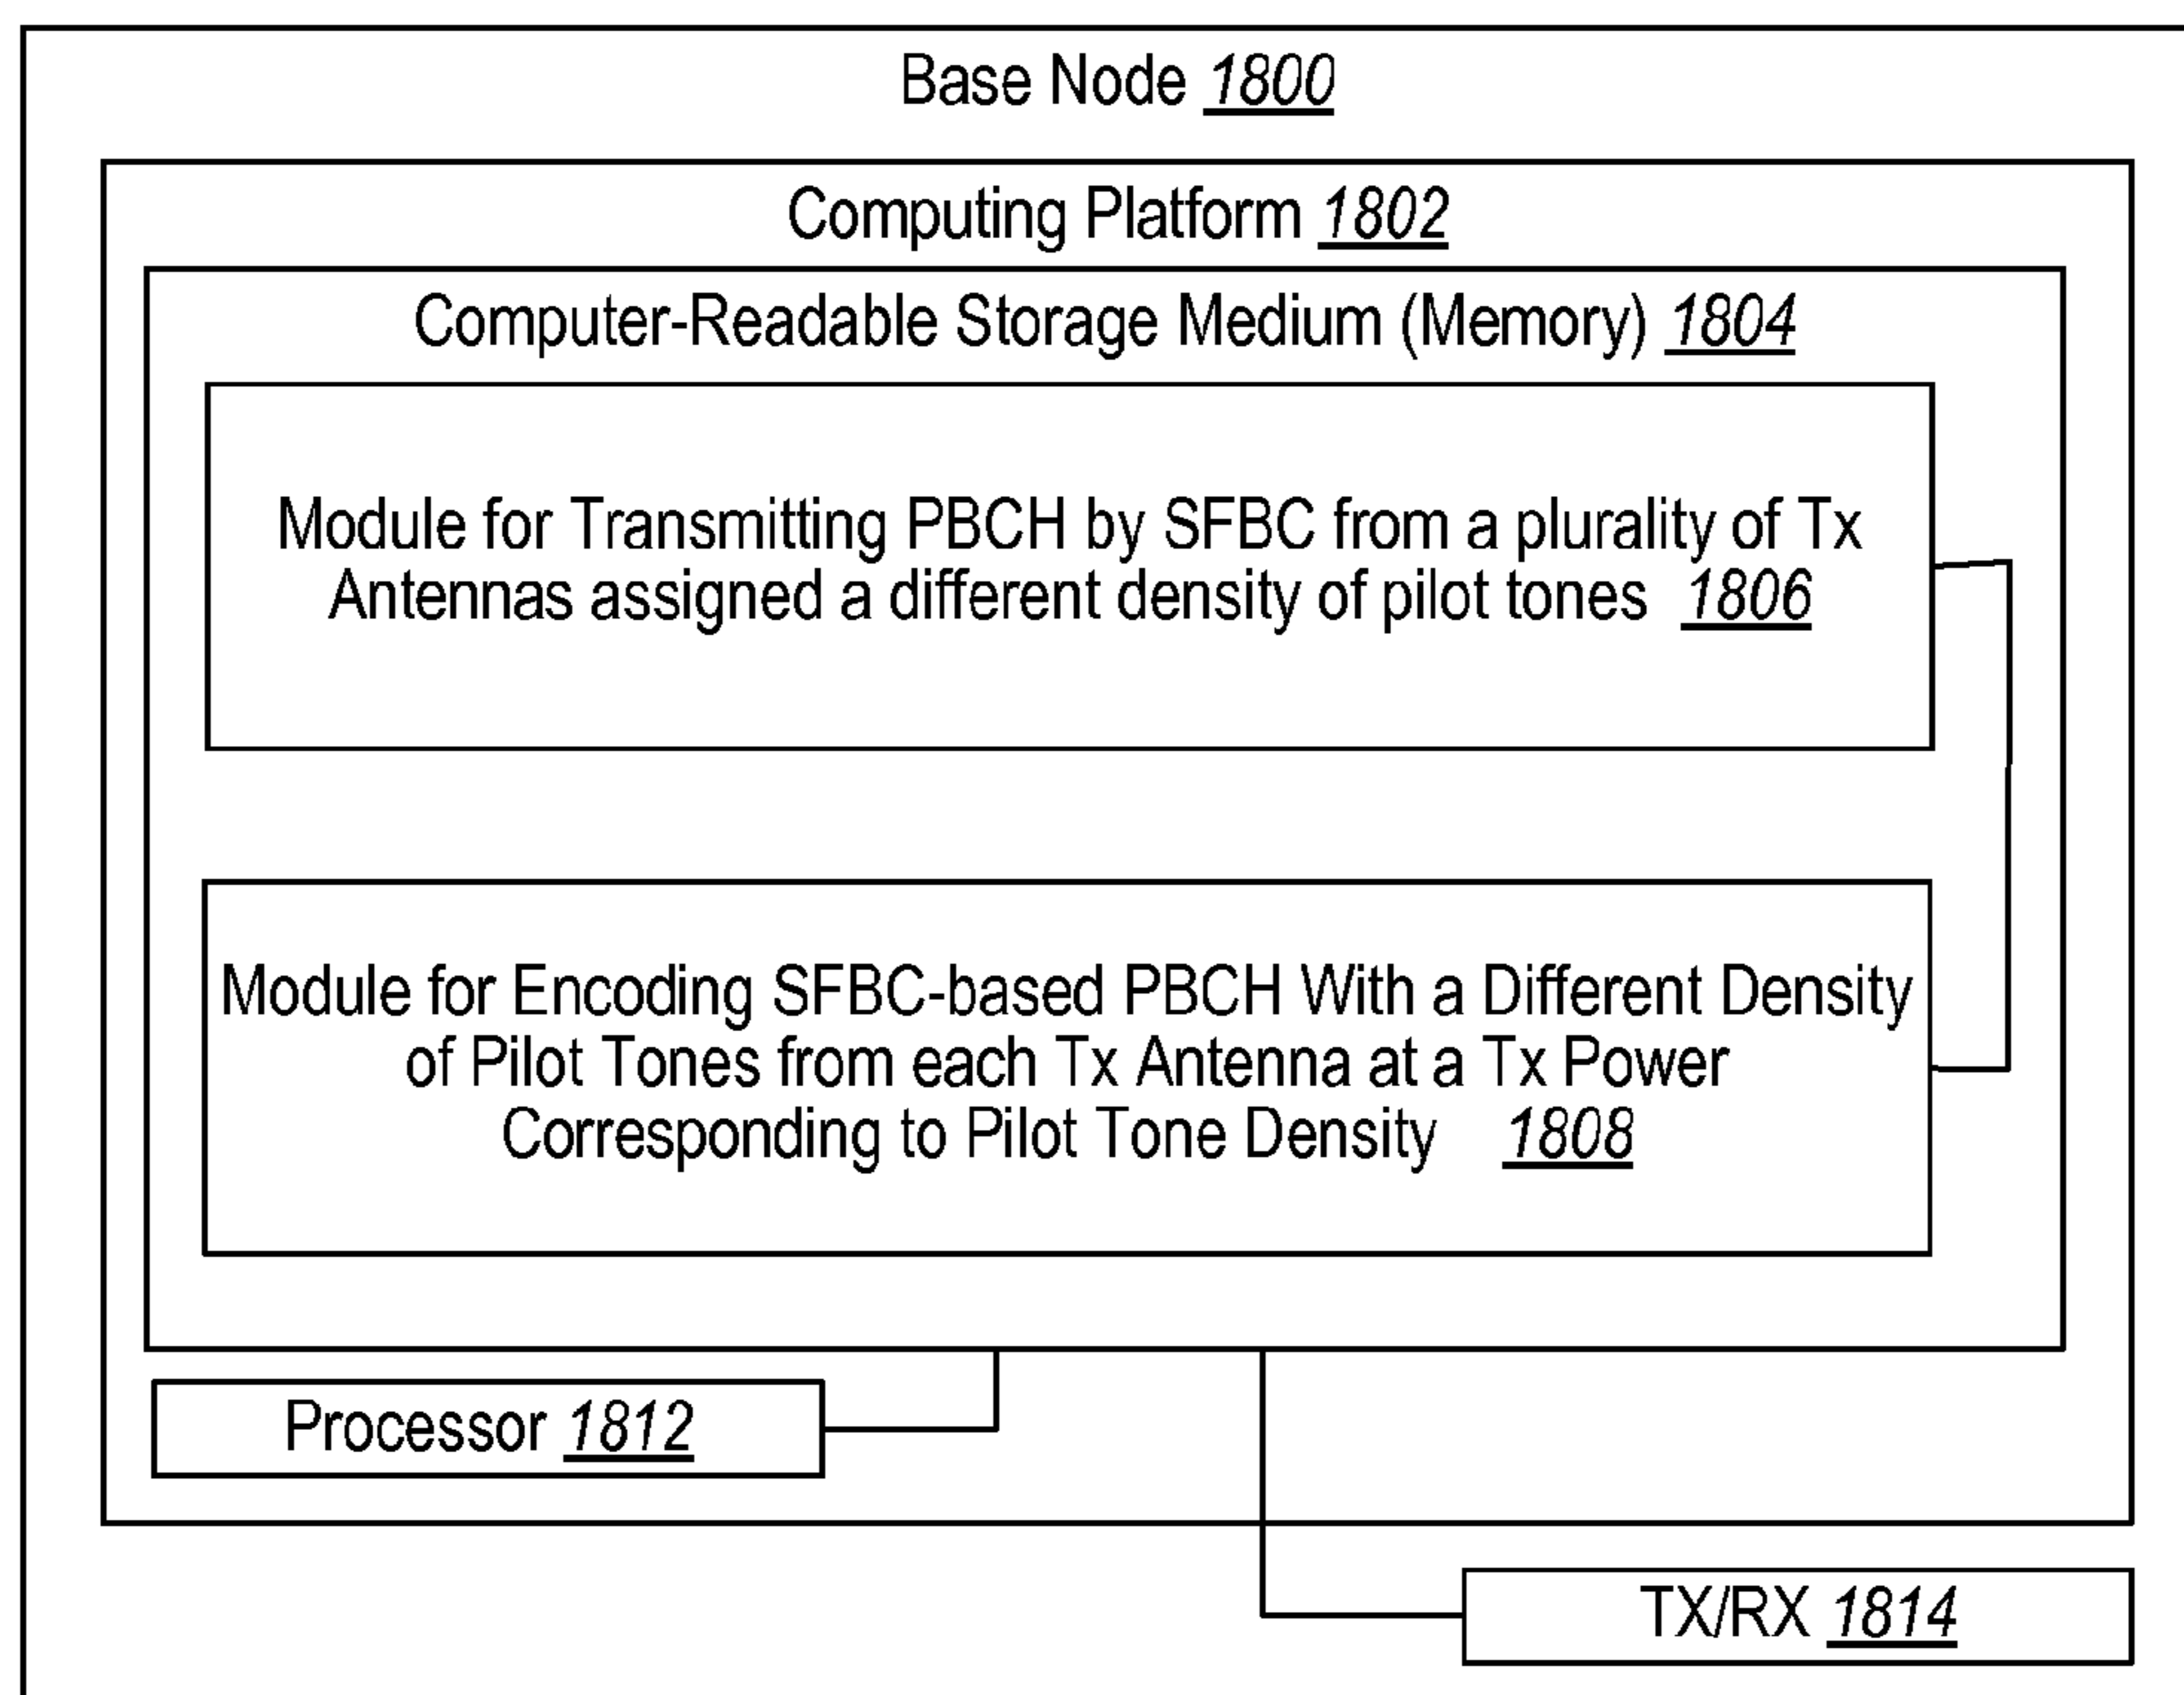 Base Node 1800
Computing Platform 1802
Computer-Readable Storage Medium (Memory) 1804
Module for Transmitting PBCH by SFBC from a plurality of Tx
Antennas assigned a different density of pilot tones 1806
Module for Encoding SFBC-based PBCH With a Different Density
of Pilot Tones from each Tx Antenna at a Tx Power
Corresponding to Pilot Tone Density 1808
Processor 1812
TX/RX 1814